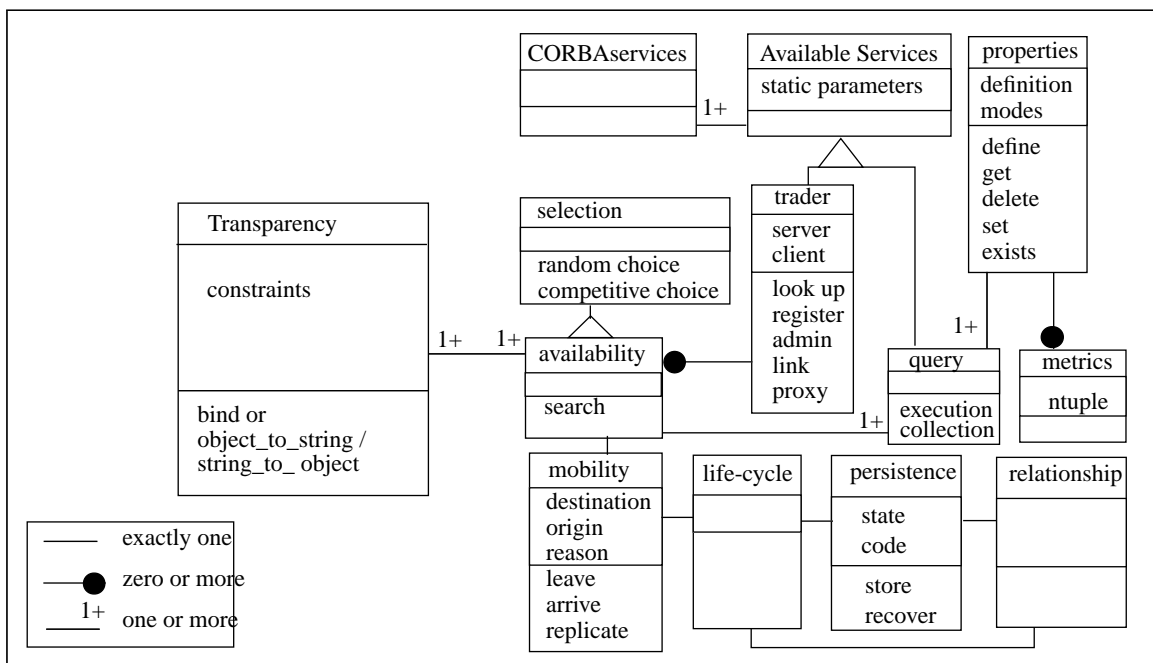 CORBAservices
1+
Available Services
static parameters
properties
definition
modes
define
get
delete
set
exists
Transparency
constraints
bind or
object_to_string /
string_to_ object
1+
1+
selection
random choice
competitive choice
availability
search
trader
server
client
look up
register
admin
link
proxy
1+
1+
query
execution
collection
metrics
ntuple
mobility
destination
origin
reason
leave
arrive
replicate
life-cycle
persistence
state
code
store
recover
relationship
exactly one
zero or more
1+
one or more